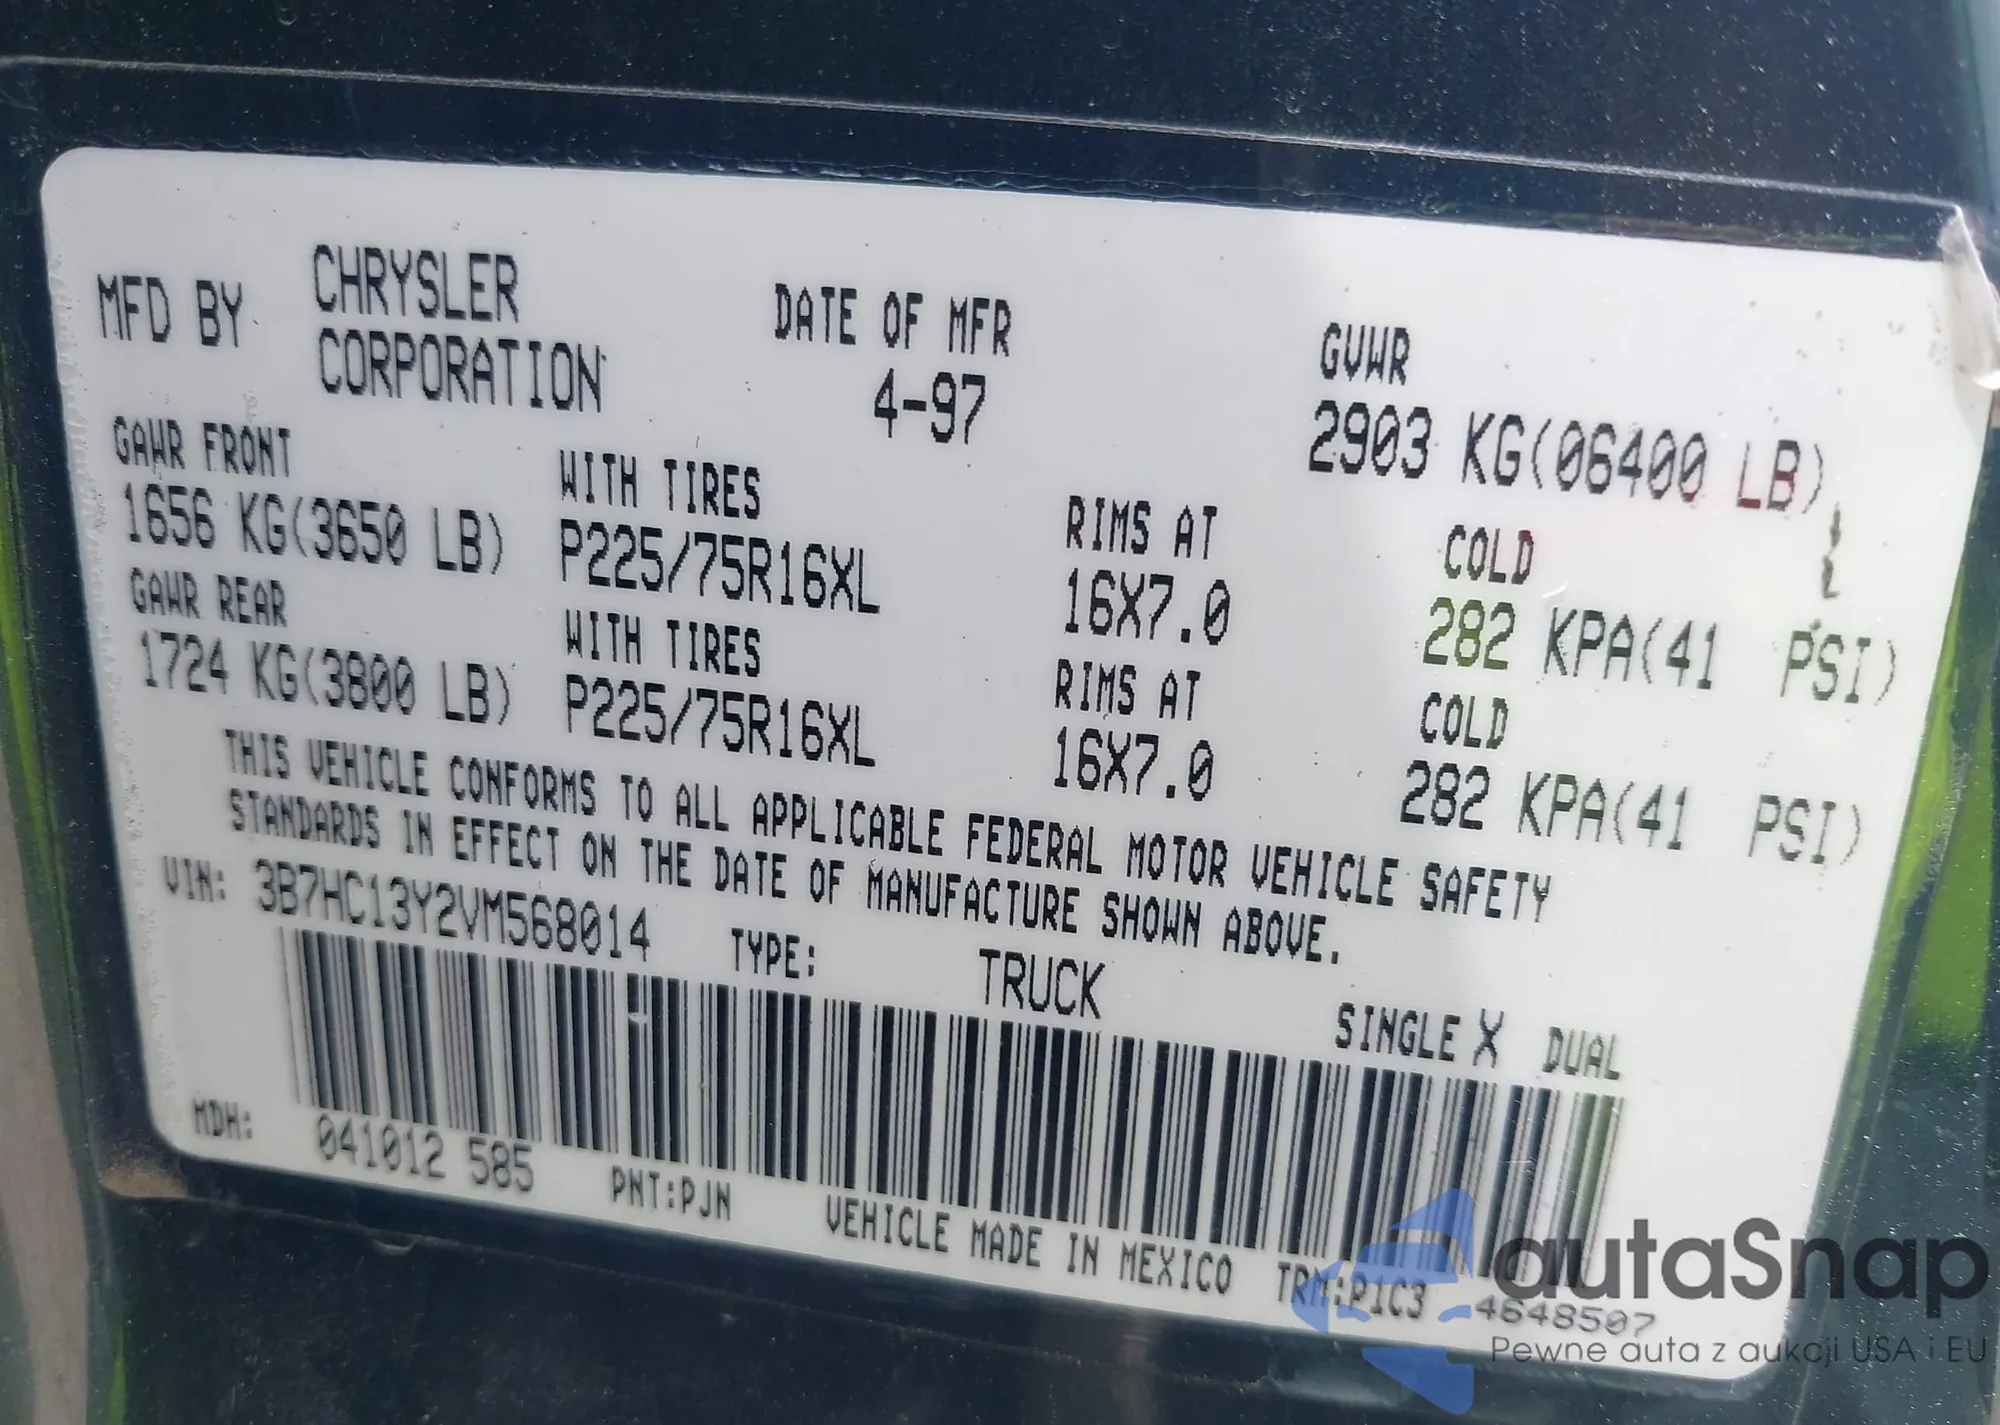 MFD BY CHRYSLER CORPORATION DATE OF MFR 4-97 GVWR
2903 KG(06400 LB)
GAWR FRONT WITH TIRES RIMS AT COLD
1656 KG(3650 LB) P225/75R16XL 16X7.0 282 KPA(41 PSI)
GAWR REAR WITH TIRES RIMS AT COLD
1724 KG(3800 LB) P225/75R16XL 16X7.0 282 KPA(41 PSI)
THIS VEHICLE CONFORMS TO ALL APPLICABLE FEDERAL MOTOR VEHICLE SAFETY
STANDARDS IN EFFECT ON THE DATE OF MANUFACTURE SHOWN ABOVE.
VIN: 3B7HC13Y2VM568014 TYPE: TRUCK SINGLE X DUAL
MDH: 041012 585 PNT:PJN VEHICLE MADE IN MEXICO TRM:P1C3 4648507
autaSnap
Pewne auta z aukcji USA i EU